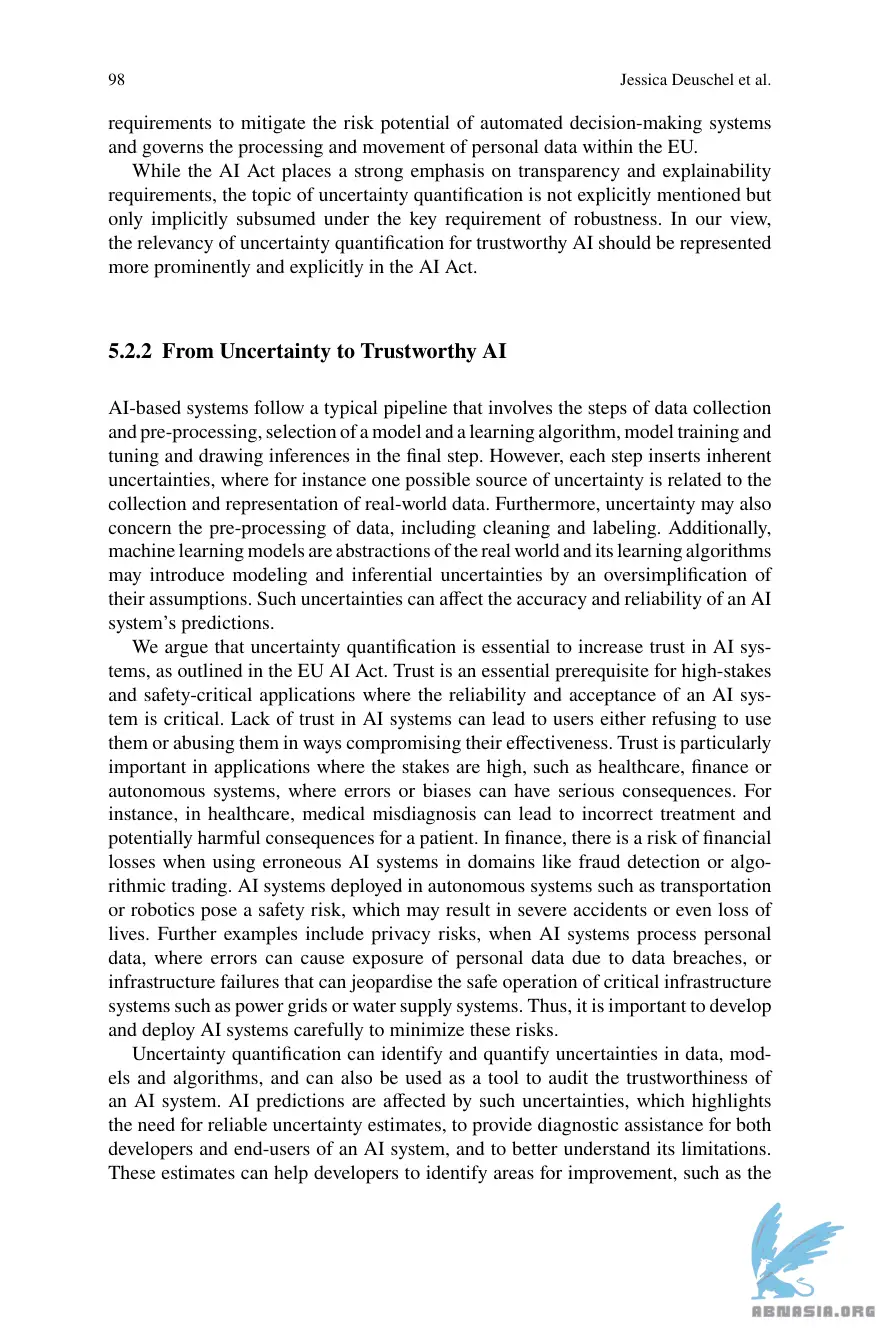 98
Jessica Deuschel et al.
requirements to mitigate the risk potential of automated decision-making systems
and governs the processing and movement of personal data within the EU.
While the AI Act places a strong emphasis on transparency and explainability
requirements, the topic of uncertainty quantification is not explicitly mentioned but
only implicitly subsumed under the key requirement of robustness. In our view,
the relevancy of uncertainty quantification for trustworthy AI should be represented
more prominently and explicitly in the AI Act.
5.2.2 From Uncertainty to Trustworthy AI
AI-based systems follow a typical pipeline that involves the steps of data collection
and pre-processing, selection of a model and a learning algorithm, model training and
tuning and drawing inferences in the final step. However, each step inserts inherent
uncertainties, where for instance one possible source of uncertainty is related to the
collection and representation of real-world data. Furthermore, uncertainty may also
concern the pre-processing of data, including cleaning and labeling. Additionally,
machine learning models are abstractions of the real world and its learning algorithms
may introduce modeling and inferential uncertainties by an oversimplification of
their assumptions. Such uncertainties can affect the accuracy and reliability of an AI
system's predictions.
We argue that uncertainty quantification is essential to increase trust in AI sys-
tems, as outlined in the EU AI Act. Trust is an essential prerequisite for high-stakes
and safety-critical applications where the reliability and acceptance of an AI sys-
tem is critical. Lack of trust in AI systems can lead to users either refusing to use
them or abusing them in ways compromising their effectiveness. Trust is particularly
important in applications where the stakes are high, such as healthcare, finance or
autonomous systems, where errors or biases can have serious consequences. For
instance, in healthcare, medical misdiagnosis can lead to incorrect treatment and
potentially harmful consequences for a patient. In finance, there is a risk of financial
losses when using erroneous AI systems in domains like fraud detection or algo-
rithmic trading. AI systems deployed in autonomous systems such as transportation
or robotics pose a safety risk, which may result in severe accidents or even loss of
lives. Further examples include privacy risks, when AI systems process personal
data, where errors can cause exposure of personal data due to data breaches, or
infrastructure failures that can jeopardise the safe operation of critical infrastructure
systems such as power grids or water supply systems. Thus, it is important to develop
and deploy AI systems carefully to minimize these risks.
Uncertainty quantification can identify and quantify uncertainties in data, mod-
els and algorithms, and can also be used as a tool to audit the trustworthiness of
an AI system. AI predictions are affected by such uncertainties, which highlights
the need for reliable uncertainty estimates, to provide diagnostic assistance for both
developers and end-users of an AI system, and to better understand its limitations.
These estimates can help developers to identify areas for improvement, such as the
ABNASIA.ORG